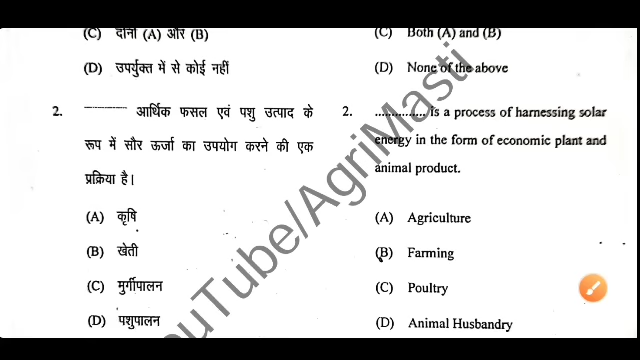 (C) दोनों (A) और (B)
(D) उपर्युक्त में से कोई नहीं
2. ———— आर्थिक फसल एवं पशु उत्पाद के
रूप में सौर ऊर्जा का उपयोग करने की एक
प्रक्रिया है।
(A) कृषि
(B) खेती
(C) मुर्गीपालन
(D) पशुपालन
(C) Both (A) and (B)
(D) None of the above
2. ............... Is a process of harnessing solar
energy in the form of economic plant and
animal product.
(A) Agriculture
(B) Farming
(C) Poultry
(D) Animal Husbandry
ouTube/AgriMasti